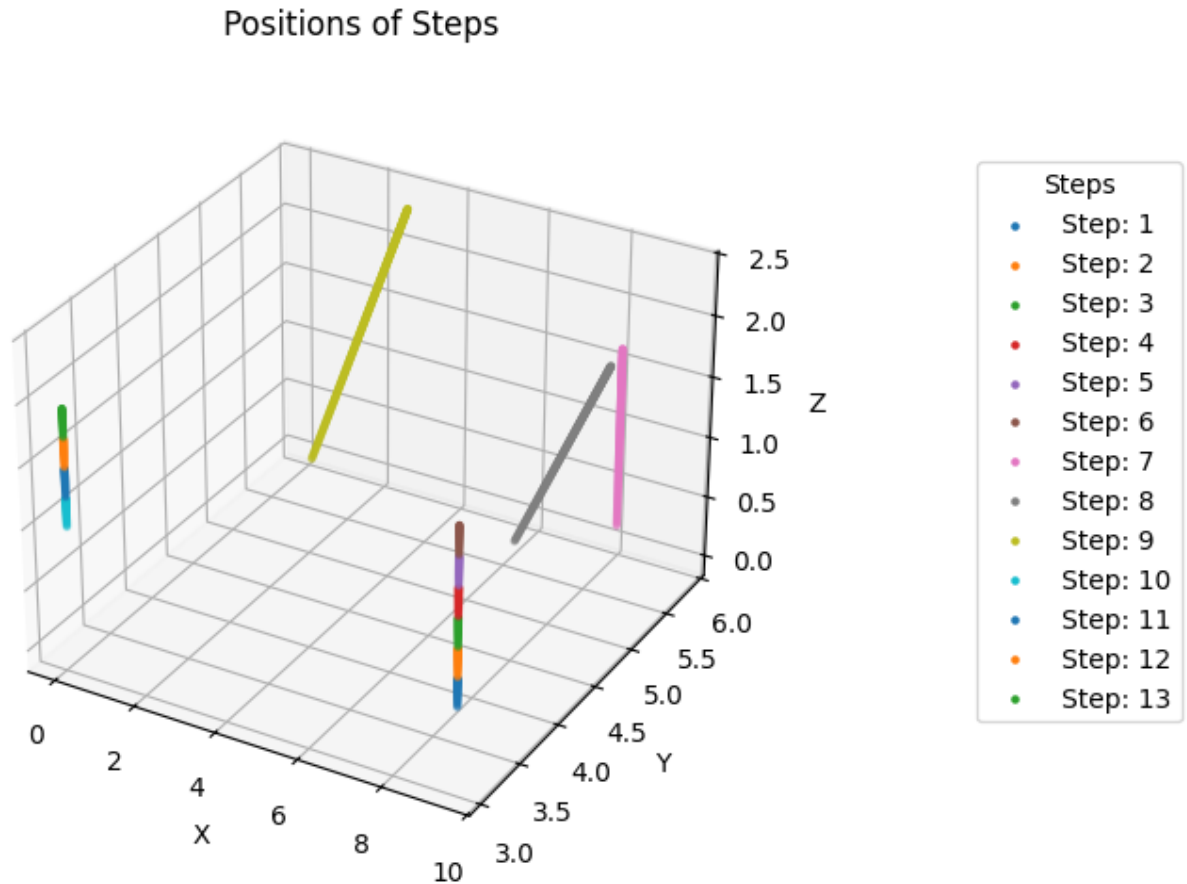 Positions of Steps
Steps
Step: 1
Step: 2
Step: 3
Step: 4
Step: 5
Step: 6
Step: 7
Step: 8
Step: 9
Step: 10
Step: 11
Step: 12
Step: 13
2.5
2.0
1.5
1.0
0.5
0.0
Z
6.0
5.5
5.0
4.5
4.0
3.5
3.0
Y
0
2
4
6
8
10
X